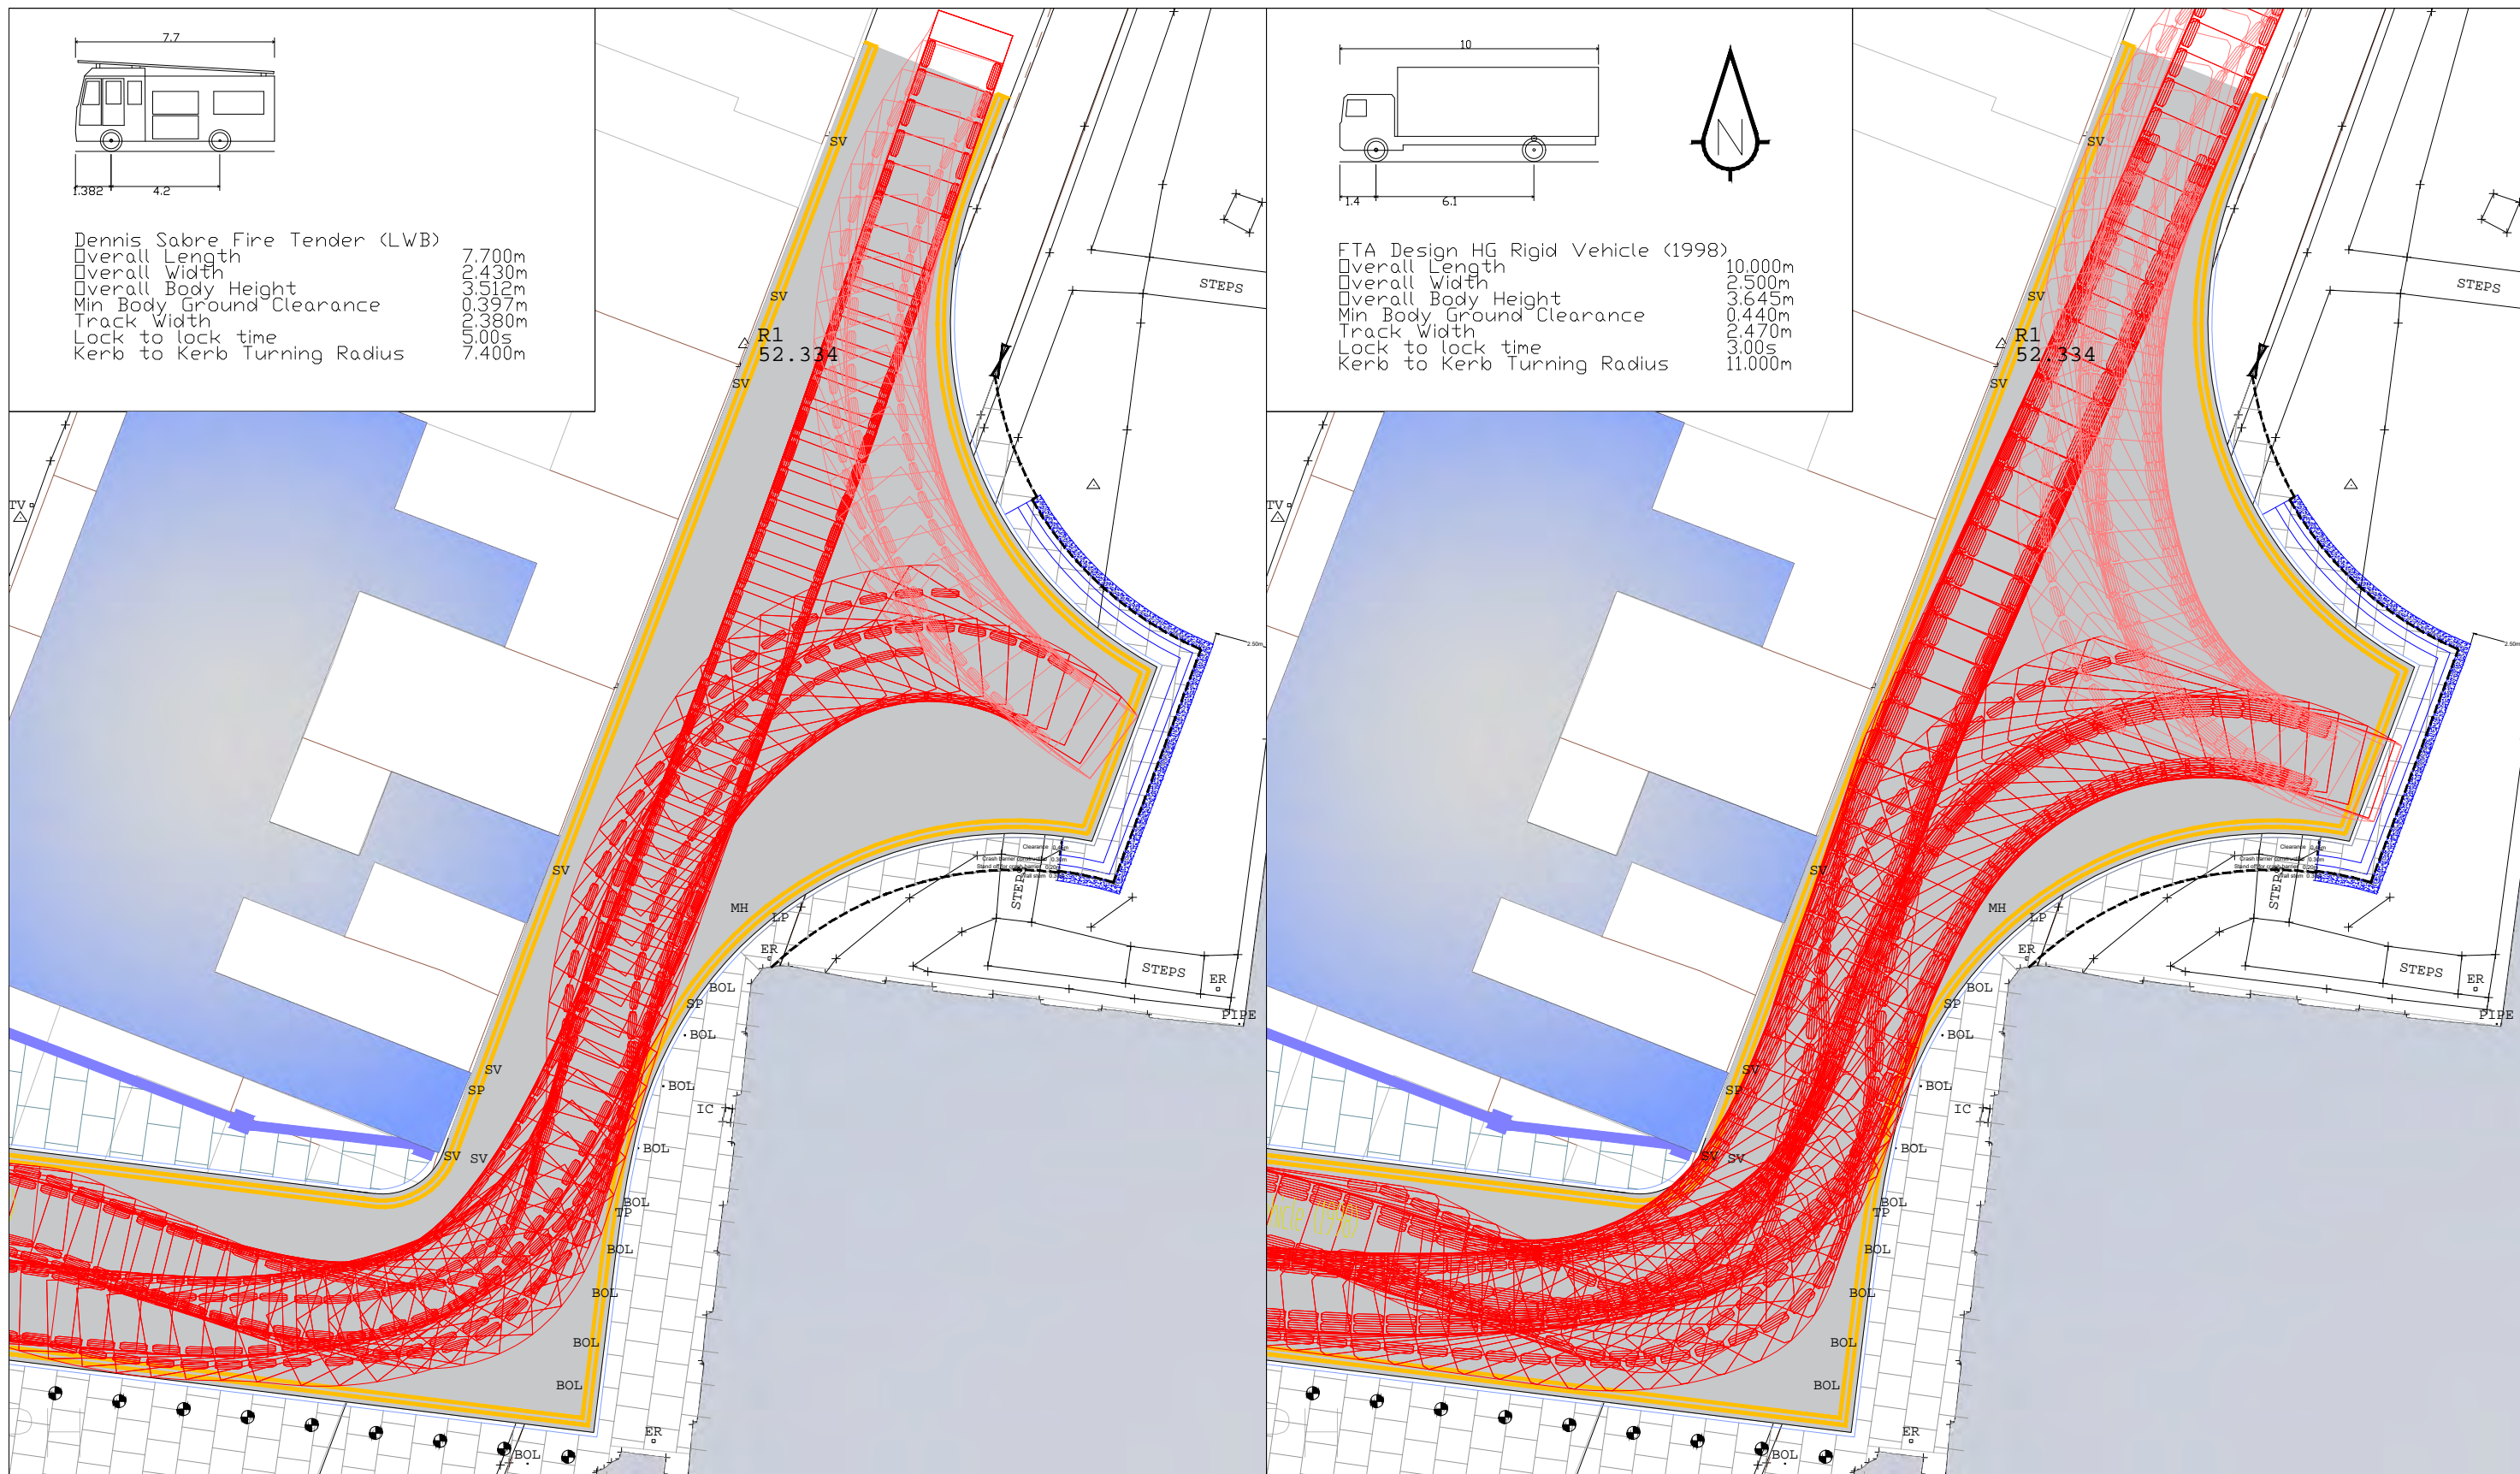 7.7
1.382
4.2
Dennis Sabre Fire Tender (LWB)
Overall Length 7.700m
Overall Width 2.430m
Overall Body Height 3.512m
Min Body Ground Clearance 0.397m
Track Width 2.380m
Lock to lock time 5.00s
Kerb to Kerb Turning Radius 7.400m
SV
SV
R1
52.334
SV
STEPS
TV
2.50m
SV
MH
LP
ER
STEPS
STEPS
ER
PIPE
BOL
SP
BOL
SV
SP
BOL
IC
BOL
SV
SV
BOL
TP
BOL
BOL
BOL
BOL
ER
BOL
10
1.4
6.1
N
FTA Design HG Rigid Vehicle (1998)
Overall Length 10.000m
Overall Width 2.500m
Overall Body Height 3.645m
Min Body Ground Clearance 0.440m
Track Width 2.470m
Lock to lock time 3.00s
Kerb to Kerb Turning Radius 11.000m
SV
SV
R1
52.334
SV
STEPS
TV
2.50m
SV
MH
LP
ER
STEPS
STEPS
ER
PIPE
BOL
SP
BOL
SV
SP
BOL
IC
BOL
SV
SV
BOL
TP
BOL
BOL
BOL
BOL
ER
BOL